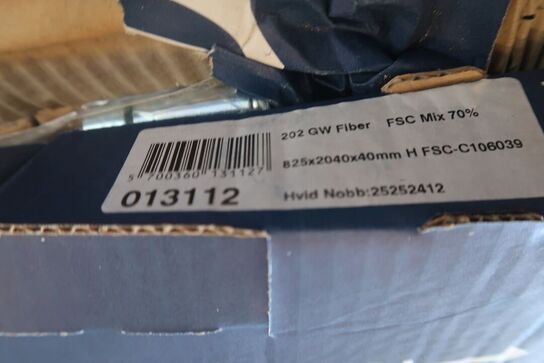 202 GW Fiber FSC Mix 70%
825x2040x40mm H FSC-C106039
5 700360 131127
013112
Hvid Nobb:25252412